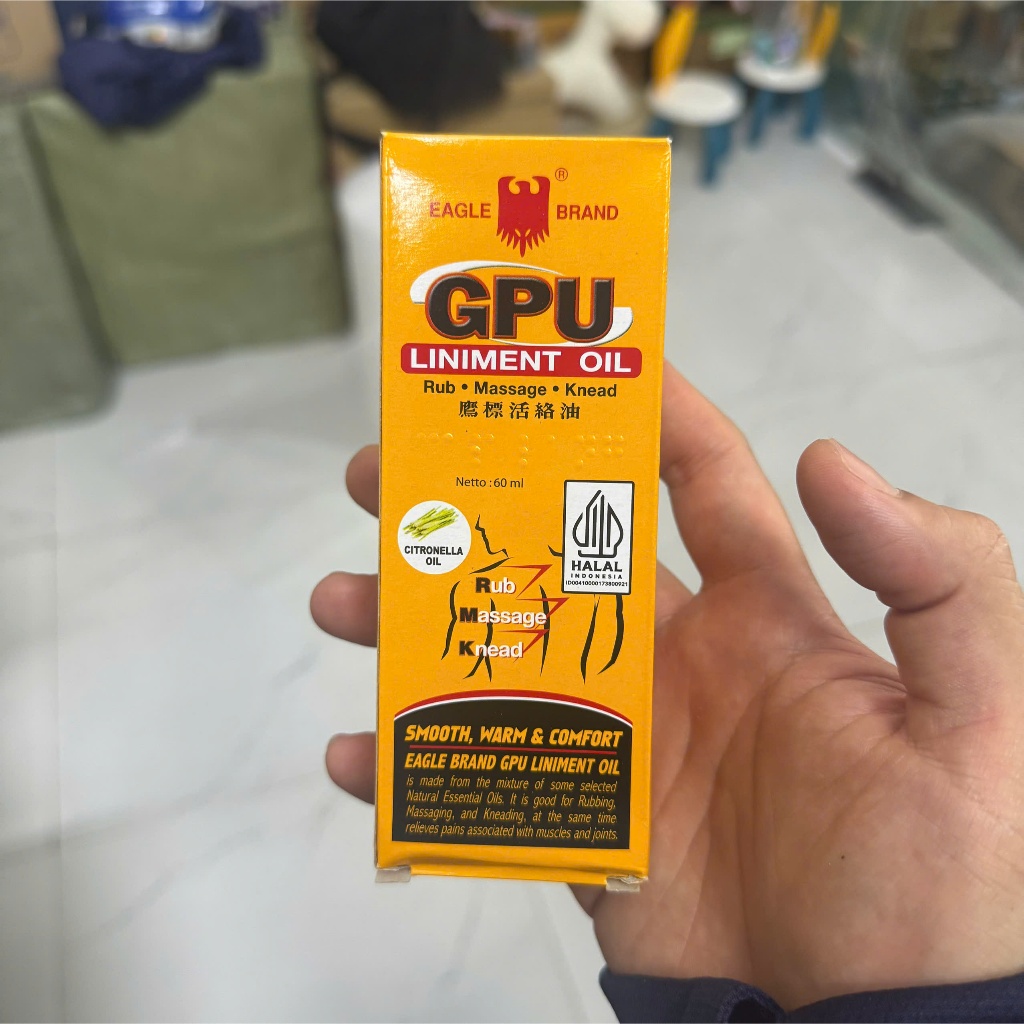 EAGLE BRAND ®
GPU
LINIMENT OIL
Rub • Massage • Knead
鷹標活絡油
Netto : 60 ml
CITRONELLA
OIL
HALAL
INDONESIA
ID00410000173800921
Rub
Massage
Knead
SMOOTH, WARM & COMFORT
EAGLE BRAND GPU LINIMENT OIL
is made from the mixture of some selected
Natural Essential Oils. It is good for Rubbing,
Massaging, and Kneading, at the same time
relieves pains associated with muscles and joints.